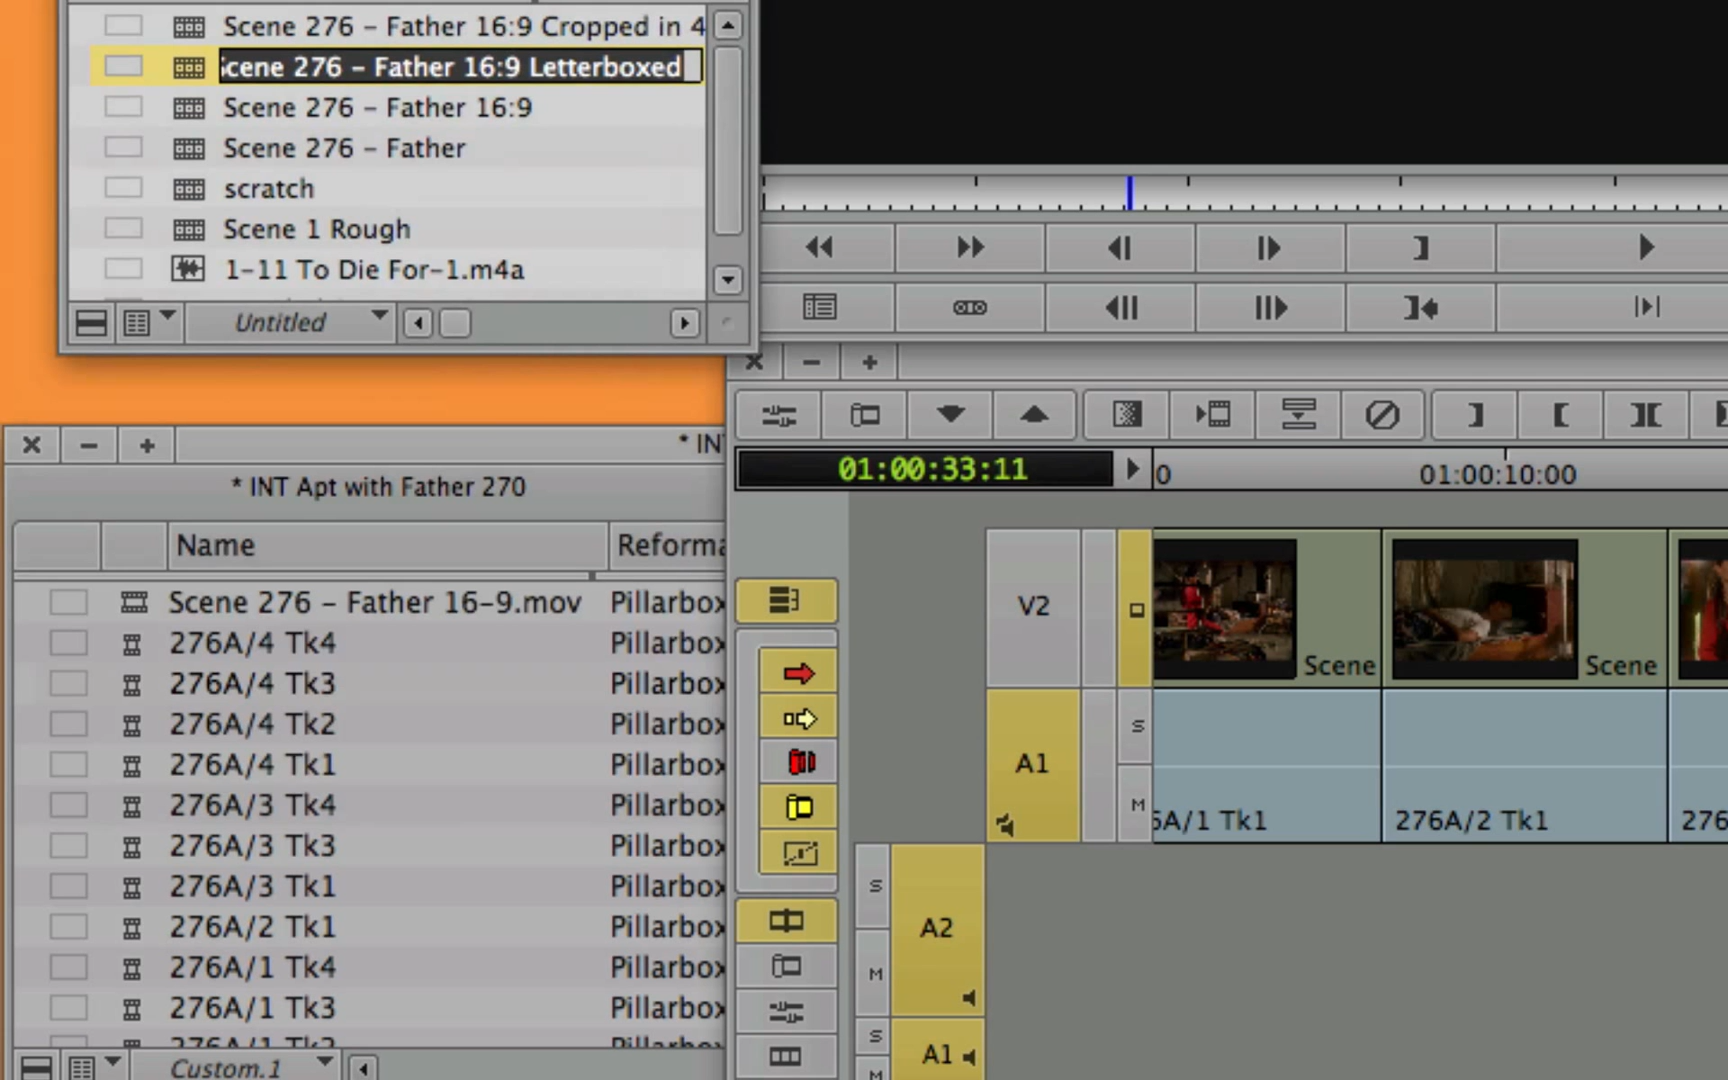 Scene 276 – Father 16:9 Cropped in 4
Scene 276 – Father 16:9 Letterboxed
Scene 276 – Father 16:9
Scene 276 – Father
scratch
Scene 1 Rough
1-11 To Die For-1.m4a
Untitled
* IN
* INT Apt with Father 270
Name Reforma
Scene 276 – Father 16-9.mov Pillarbox
276A/4 Tk4 Pillarbox
276A/4 Tk3 Pillarbox
276A/4 Tk2 Pillarbox
276A/4 Tk1 Pillarbox
276A/3 Tk4 Pillarbox
276A/3 Tk3 Pillarbox
276A/3 Tk1 Pillarbox
276A/2 Tk1 Pillarbox
276A/1 Tk4 Pillarbox
276A/1 Tk3 Pillarbox
276A/1 Tk2 Pillarbox
Custom.1
01:00:33:11
0 01:00:10:00
V2
Scene Scene
A1
S
M
6A/1 Tk1 276A/2 Tk1 276
S
A2
M
S
A1
M